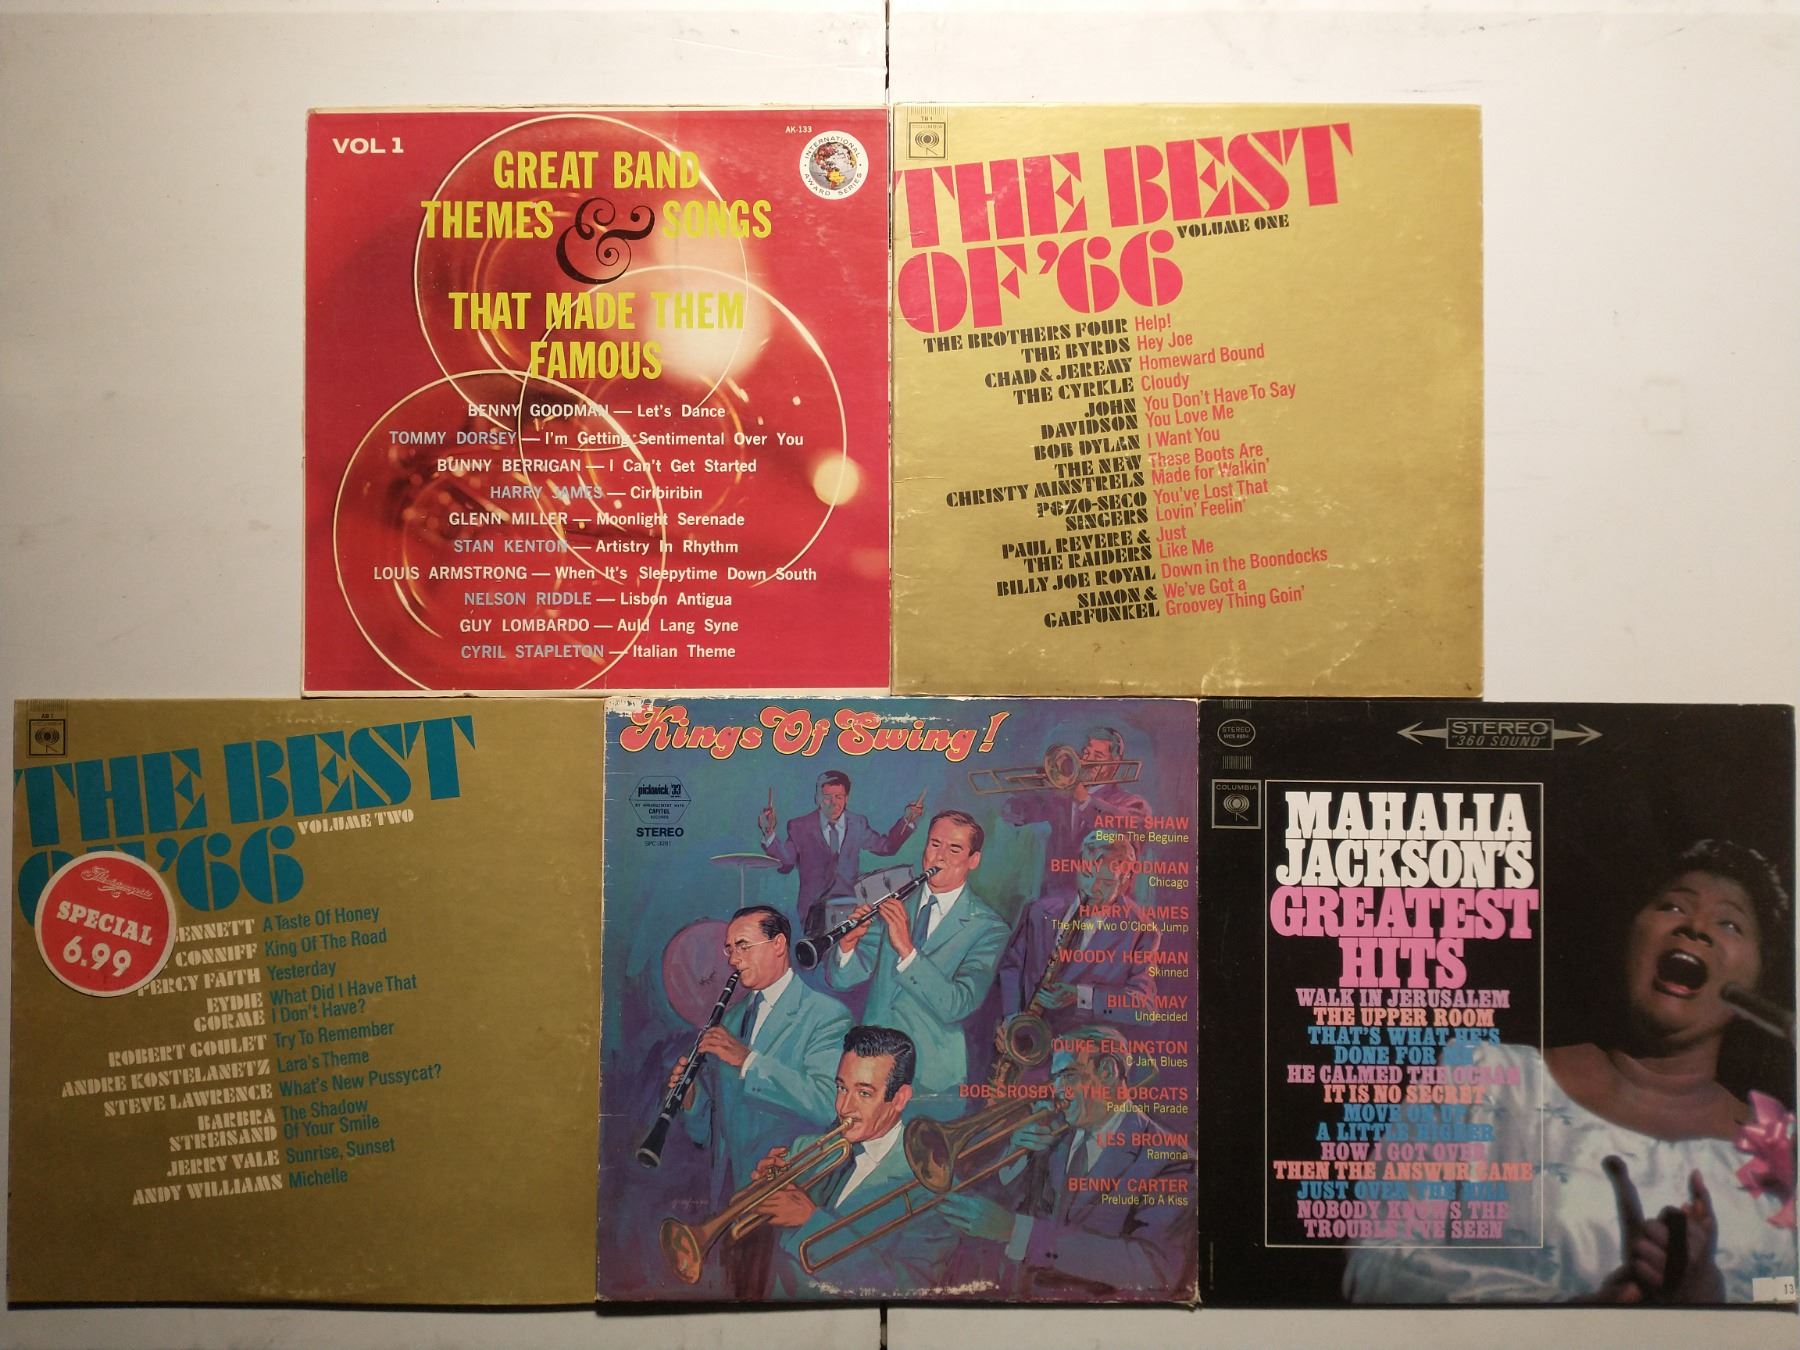 VOL 1
AK-133
INTERNATIONAL AWARD SERIES
GREAT BAND
THEMES & SONGS
THAT MADE THEM
FAMOUS
BENNY GOODMAN — Let's Dance
TOMMY DORSEY — I'm Getting Sentimental Over You
BUNNY BERRIGAN — I Can't Get Started
HARRY JAMES — Ciribiribin
GLENN MILLER — Moonlight Serenade
STAN KENTON — Artistry In Rhythm
LOUIS ARMSTRONG — When It's Sleepytime Down South
NELSON RIDDLE — Lisbon Antigua
GUY LOMBARDO — Auld Lang Syne
CYRIL STAPLETON — Italian Theme
TB 1
COLUMBIA
THE BEST
OF '66
VOLUME ONE
THE BROTHERS FOUR Help!
THE BYRDS Hey Joe
CHAD & JEREMY Homeward Bound
THE CYRKLE Cloudy
JOHN You Don't Have To Say
DAVIDSON You Love Me
BOB DYLAN I Want You
THE NEW These Boots Are
CHRISTY MINSTRELS Made for Walkin'
POZO-SECO You've Lost That
SINGERS Lovin' Feelin'
PAUL REVERE & Just
THE RAIDERS Like Me
BILLY JOE ROYAL Down in the Boondocks
SIMON & We've Got a
GARFUNKEL Groovey Thing Goin'
COLUMBIA
THE BEST
OF '66
VOLUME TWO
SPECIAL
6.99
BENNETT A Taste Of Honey
CONNIFF King Of The Road
PERCY FAITH Yesterday
EYDIE What Did I Have That
GORME I Don't Have?
ROBERT GOULET Try To Remember
ANDRE KOSTELANETZ Lara's Theme
STEVE LAWRENCE What's New Pussycat?
BARBRA The Shadow
STREISAND Of Your Smile
JERRY VALE Sunrise, Sunset
ANDY WILLIAMS Michelle
Kings Of Swing!
pickwick/33
BY ARRANGEMENT WITH
CAPITOL
RECORDS
STEREO
ARTIE SHAW
Begin The Beguine
BENNY GOODMAN
Chicago
HARRY JAMES
The New Two O'Clock Jump
WOODY HERMAN
Skinned
BILLY MAY
Undecided
DUKE ELLINGTON
C Jam Blues
BOB CROSBY & THE BOBCATS
Paducah Parade
LES BROWN
Ramona
BENNY CARTER
Prelude To A Kiss
STEREO
STEREO
"360 SOUND"
COLUMBIA
MAHALIA
JACKSON'S
GREATEST
HITS
WALK IN JERUSALEM
THE UPPER ROOM
THAT'S WHAT HE'S
DONE FOR ME
HE CALMED THE OCEAN
IT IS NO SECRET
MOVE ON UP
A LITTLE HIGHER
HOW I GOT OVER
THEN THE ANSWER CAME
JUST OVER THE HILL
NOBODY KNOWS THE
TROUBLE I'VE SEEN
13